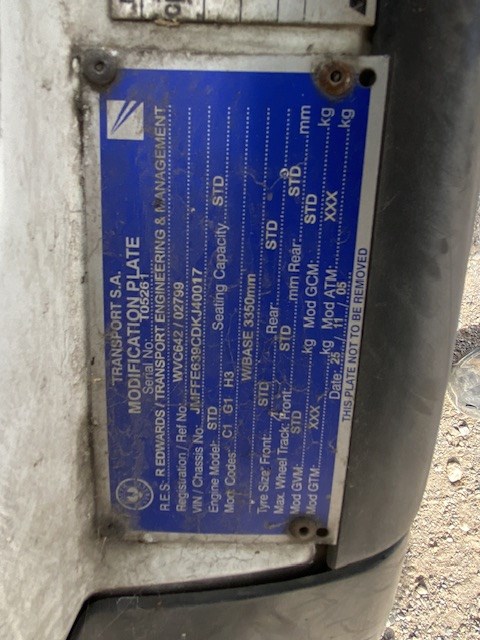 TRANSPORT S.A.
MODIFICATION PLATE
Serial No. T05261
R.E.S: R EDWARDS / TRANSPORT ENGINEERING & MANAGEMENT
Registration / Ref No: WVC642 / 02799
VIN / Chassis No: JMFFE639CDKJ40017
Engine Model: STD Seating Capacity STD
Mod. Codes: C1 G1 H3
W/BASE 3350mm
Tyre Size: Front: STD Rear: STD
Max. Wheel Track: Front: STD mm Rear: STD mm
Mod GVM: STD kg Mod GCM: STD kg
Mod GTM: XXX kg Mod ATM: XXX kg
Date: 25 / 11 / 05
THIS PLATE NOT TO BE REMOVED